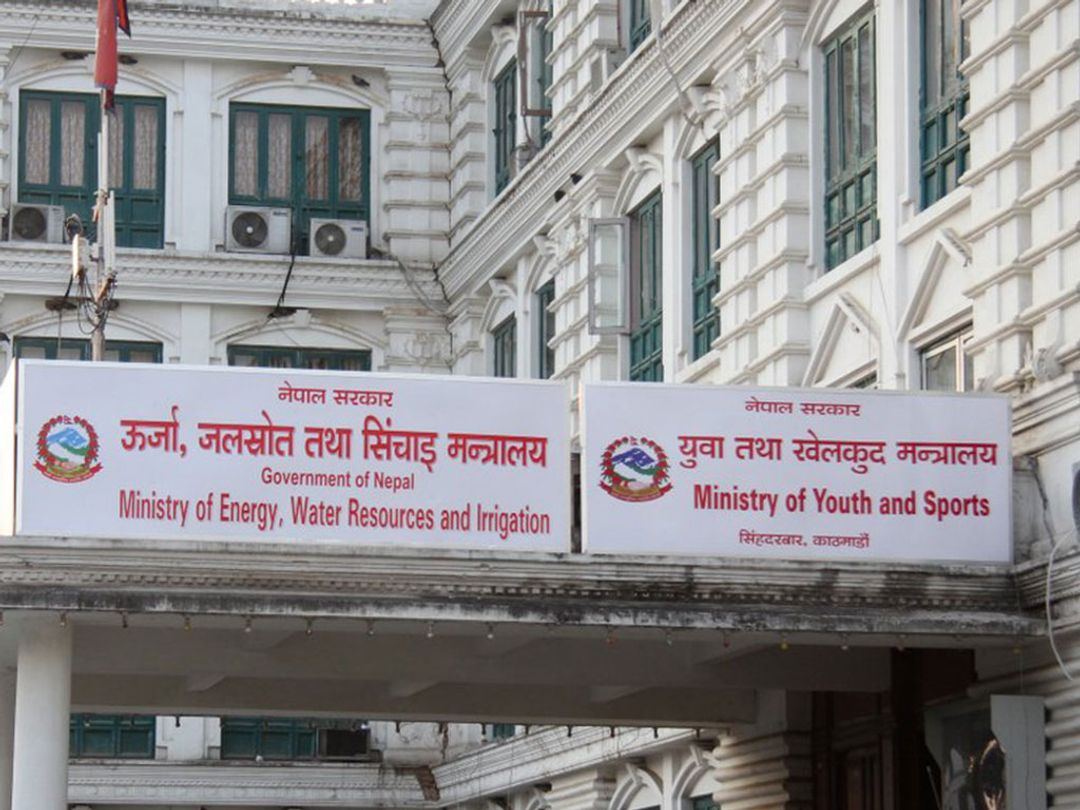 नेपाल सरकार
ऊर्जा, जलस्रोत तथा सिंचाइ मन्त्रालय
Government of Nepal
Ministry of Energy, Water Resources and Irrigation
नेपाल सरकार
युवा तथा खेलकुद मन्त्रालय
Ministry of Youth and Sports
सिंहदरबार, काठमाडौं